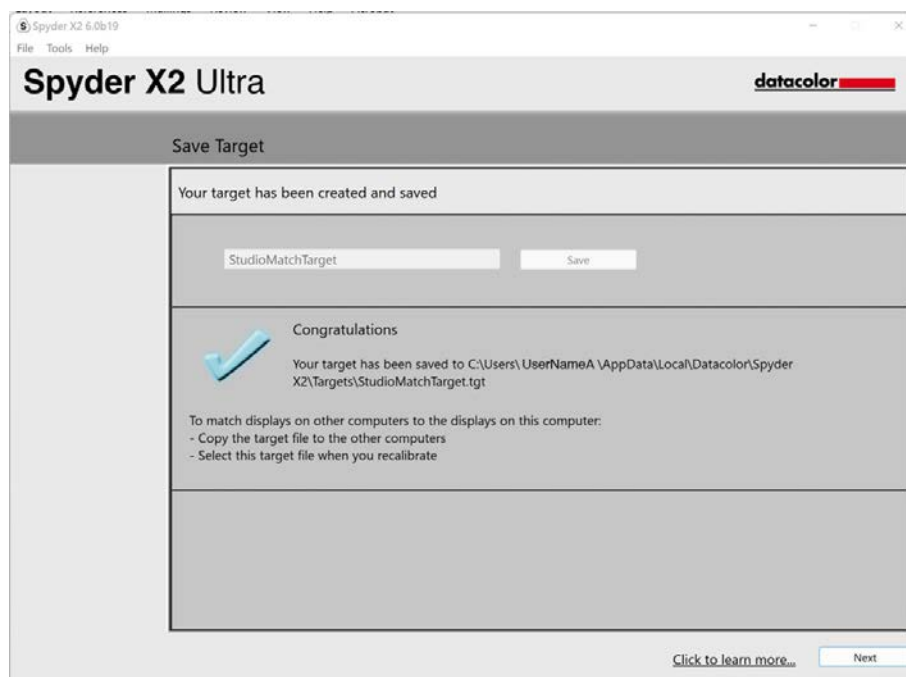 Spyder X2 6.0b19
File Tools Help
Spyder X2 Ultra
datacolor
Save Target
Your target has been created and saved
StudioMatchTarget
Save
Congratulations
Your target has been saved to C:\Users\ UserNameA \AppData\Local\Datacolor\Spyder
X2\Targets\StudioMatchTarget.tgt
To match displays on other computers to the displays on this computer:
- Copy the target file to the other computers
- Select this target file when you recalibrate
Click to learn more...
Next